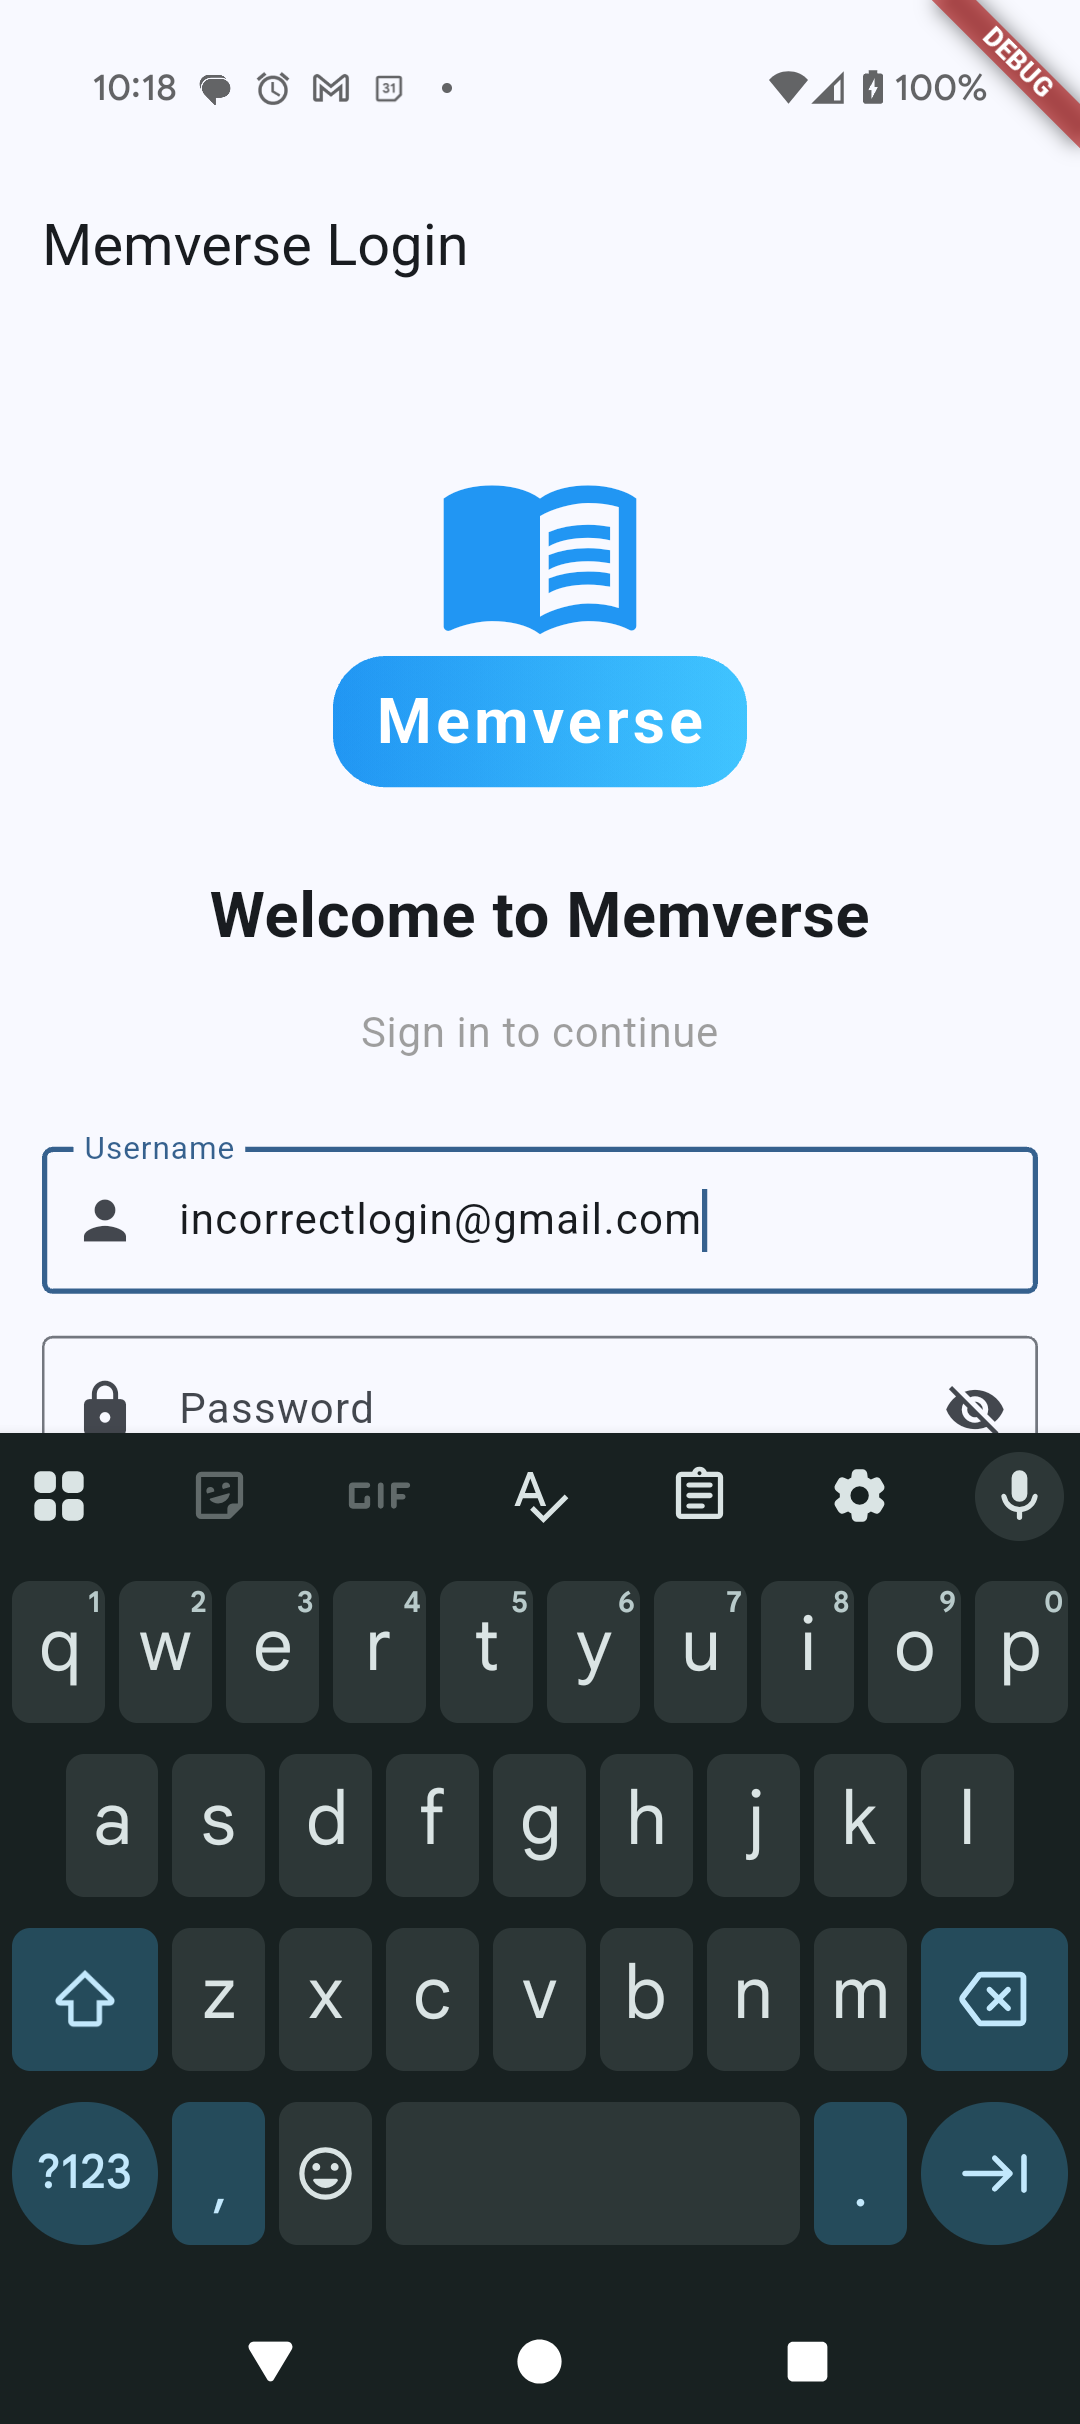 10:18 31 100%
DEBUG
Memverse Login
Memverse
Welcome to Memverse
Sign in to continue
Username
incorrectlogin@gmail.com
Password
GIF
1 2 3 4 5 6 7 8 9 0
q w e r t y u i o p
a s d f g h j k l
z x c v b n m
?123 , .